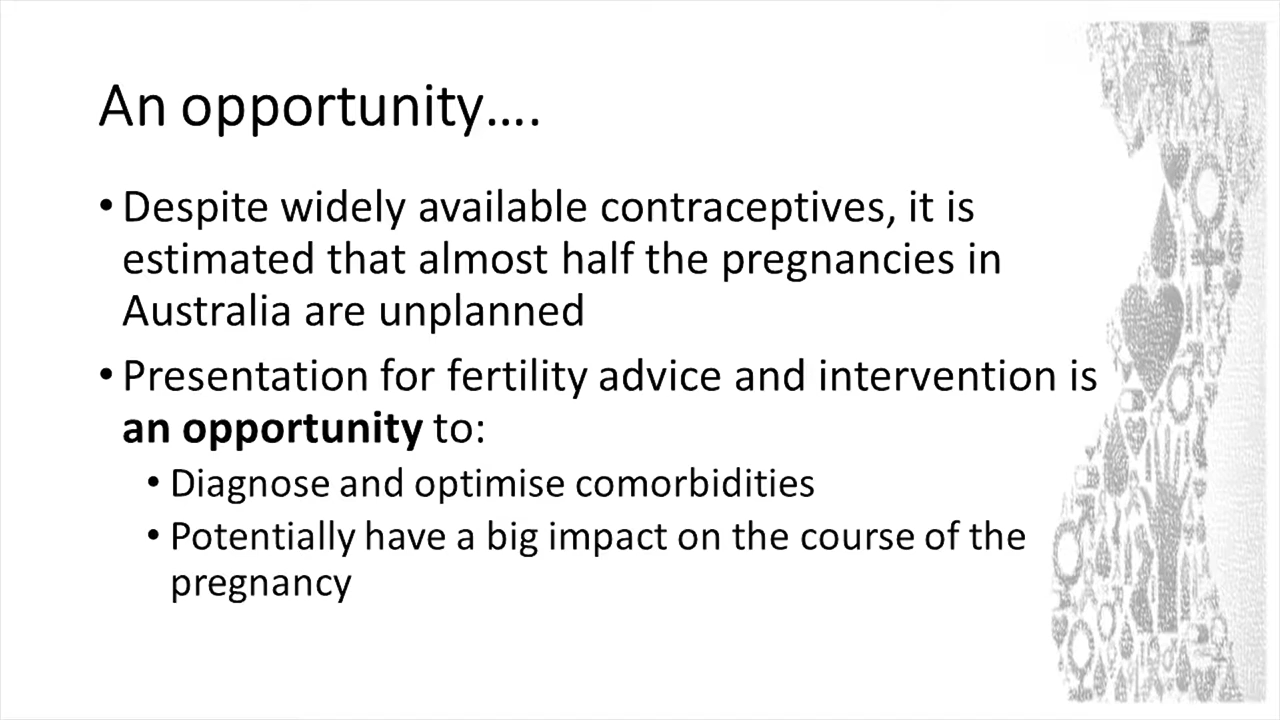 An opportunity....
• Despite widely available contraceptives, it is
estimated that almost half the pregnancies in
Australia are unplanned
• Presentation for fertility advice and intervention is
an opportunity to:
• Diagnose and optimise comorbidities
• Potentially have a big impact on the course of the
pregnancy